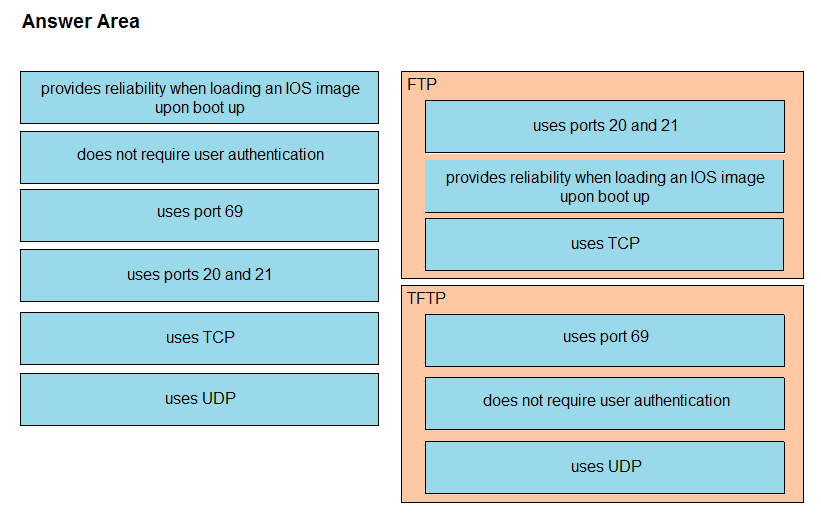 Answer Area
provides reliability when loading an IOS image
upon boot up
does not require user authentication
uses port 69
uses ports 20 and 21
uses TCP
uses UDP
FTP
uses ports 20 and 21
provides reliability when loading an IOS image
upon boot up
uses TCP
TFTP
uses port 69
does not require user authentication
uses UDP